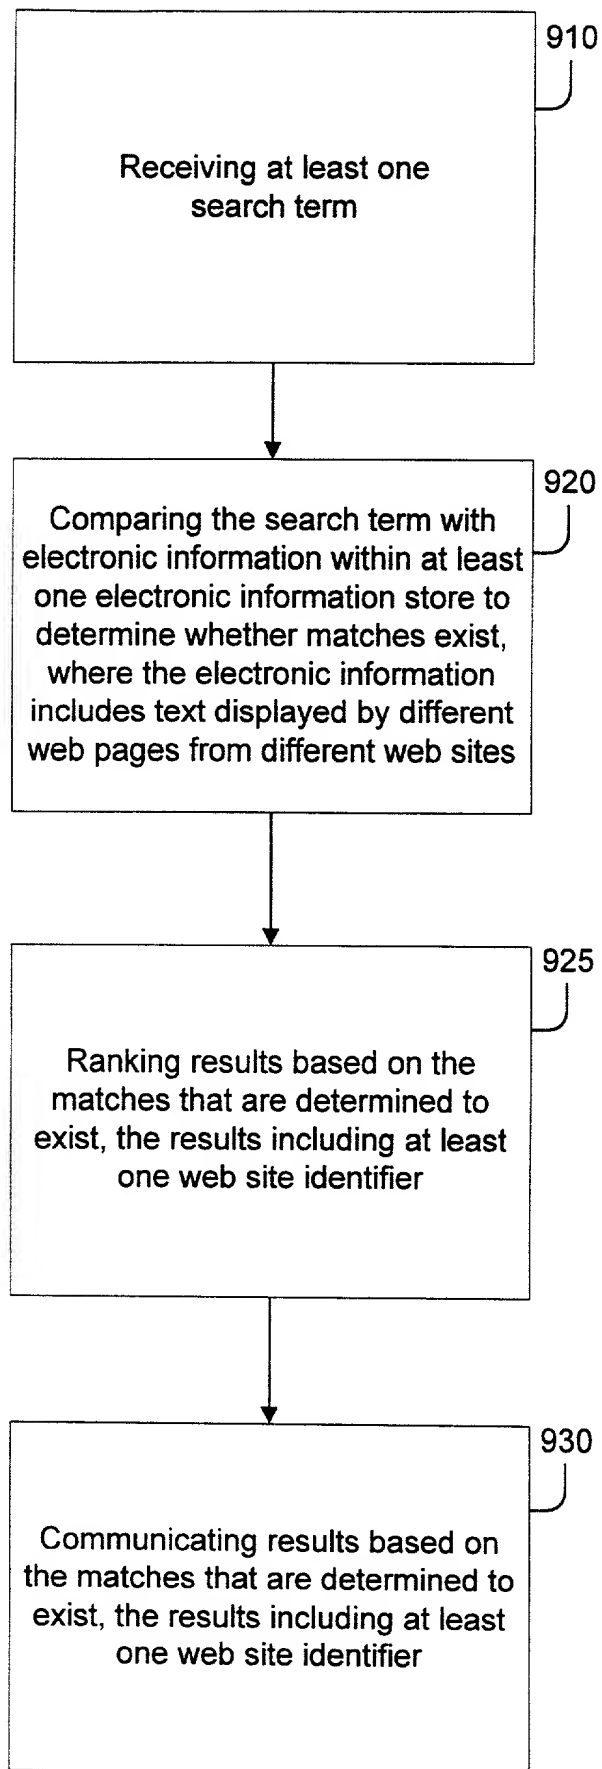 910
Receiving at least one
search term
920
Comparing the search term with
electronic information within at least
one electronic information store to
determine whether matches exist,
where the electronic information
includes text displayed by different
web pages from different web sites
925
Ranking results based on the
matches that are determined to
exist, the results including at least
one web site identifier
930
Communicating results based on
the matches that are determined to
exist, the results including at least
one web site identifier